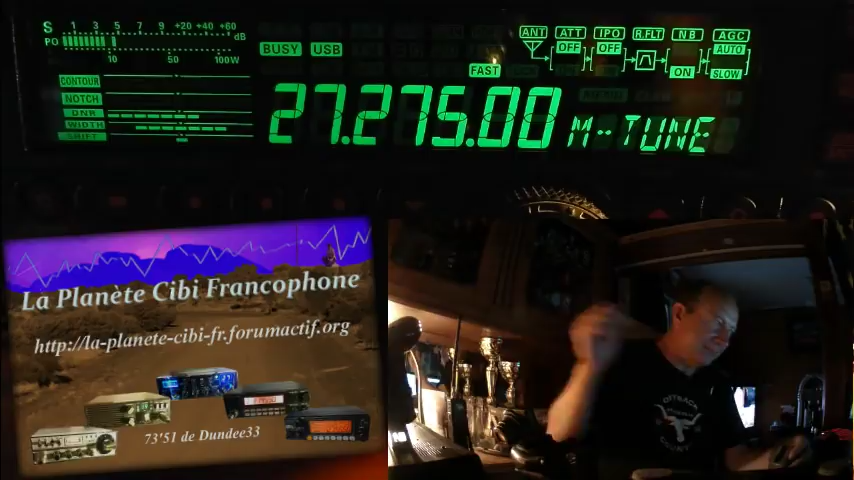 S 1 3 5 7 9 +20 +40 +60 dB
PO
10 50 100W
BUSY USB
FAST
ANT ATT IPO R.FLT NB AGC
OFF OFF AUTO
ON SLOW
CONTOUR
NOTCH
DNR
WIDTH
SHIFT
27.275.00 M-TUNE
La Planète Cibi Francophone
http://la-planete-cibi-fr.forumactif.org
73'51 de Dundee33
OUTBACK